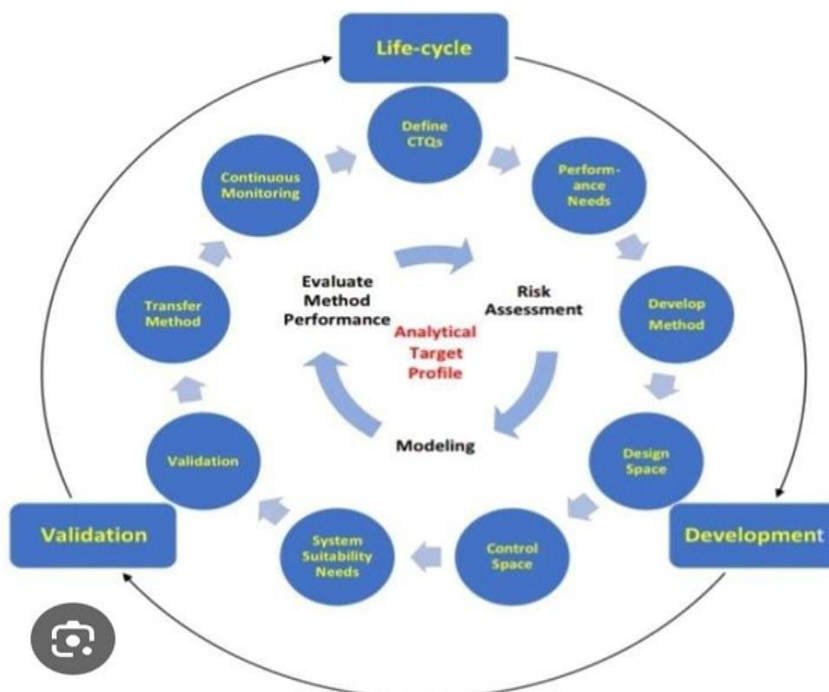 Life-cycle
Define
CTQs
Continuous
Monitoring
Perform-
ance
Needs
Evaluate
Method
Performance
Risk
Assessment
Transfer
Method
Develop
Method
Analytical
Target
Profile
Modeling
Validation
Design
Space
Validation
System
Suitability
Needs
Control
Space
Development